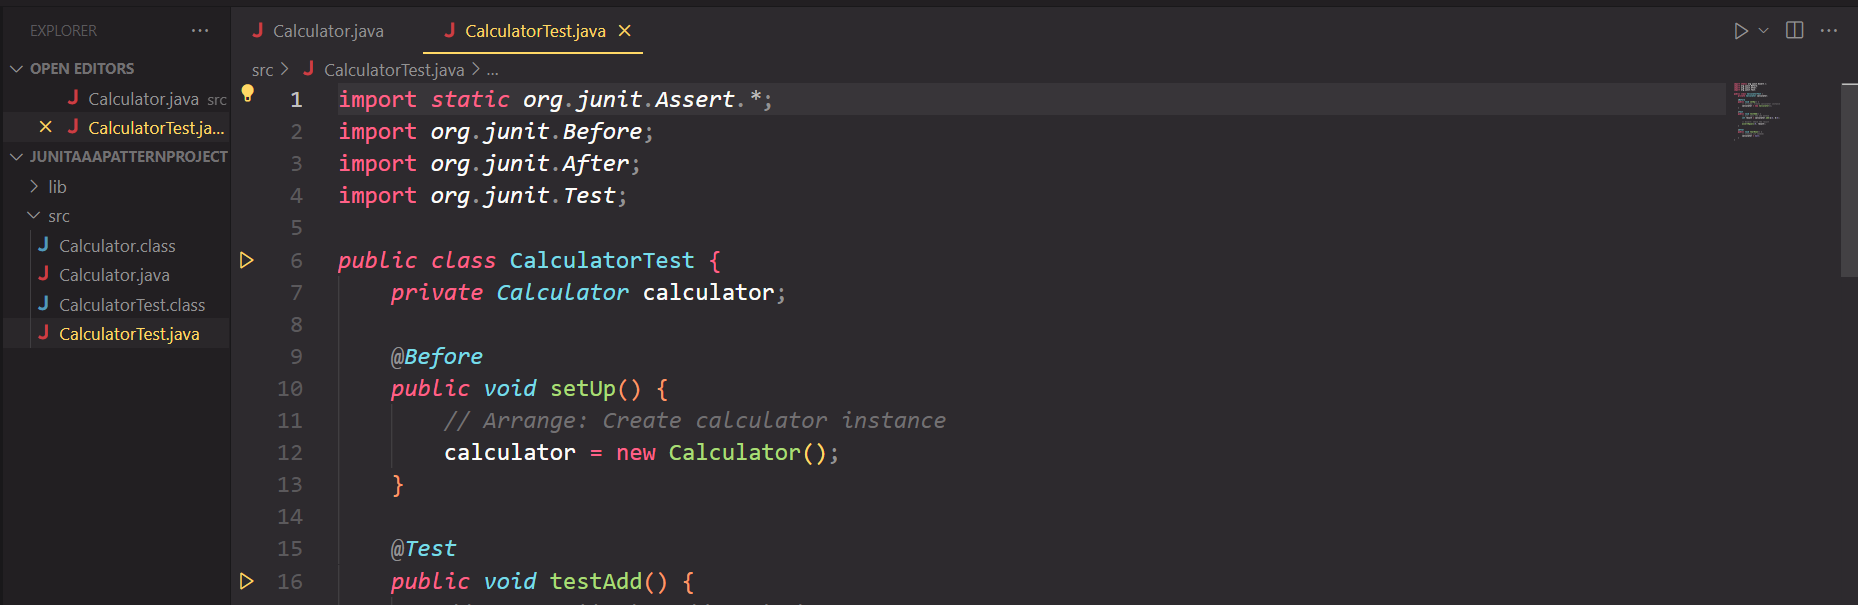 EXPLORER ...
OPEN EDITORS
Calculator.java src
CalculatorTest.ja...
JUNITAAAPATTERNPROJECT
lib
src
Calculator.class
Calculator.java
CalculatorTest.class
CalculatorTest.java
Calculator.java CalculatorTest.java
src > CalculatorTest.java > ...
1 import static org.junit.Assert.*;
2 import org.junit.Before;
3 import org.junit.After;
4 import org.junit.Test;
5
6 public class CalculatorTest {
7 private Calculator calculator;
8
9 @Before
10 public void setUp() {
11 // Arrange: Create calculator instance
12 calculator = new Calculator();
13 }
14
15 @Test
16 public void testAdd() {